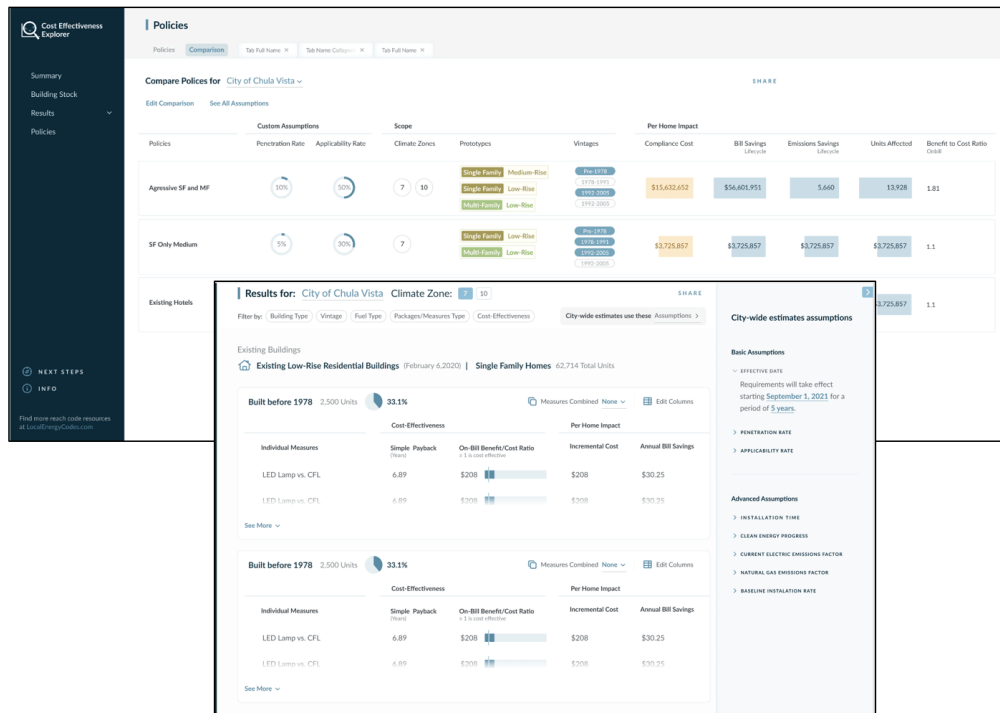 Cost Effectiveness
Explorer
Summary
Building Stock
Results
Policies
NEXT STEPS
INFO
Find more reach code resources
at LocalEnergyCodes.com
Policies
Policies Comparison Tab Full Name × Tab Name Collapsed × Tab Full Name ×
Compare Polices for City of Chula Vista
SHARE
Edit Comparison See All Assumptions
Custom Assumptions Scope Per Home Impact
Policies Penetration Rate Applicability Rate Climate Zones Prototypes Vintages Compliance Cost Bill Savings Emissions Savings Units Affected Benefit to Cost Ratio
Lifecycle Lifecycle Onbill
Agressive SF and MF 10% 50% 7 10 $15,632,652 $56,601,951 5,660 13,928 1.81
Single Family Medium-Rise
Single Family Low-Rise
Multi-Family Low-Rise
Pre-1978
1978-1991
1992-2005
1992-2005
SF Only Medium 5% 30% 7 $3,725,857 $3,725,857 $3,725,857 $3,725,857 1.1
Single Family Low-Rise
Multi-Family Low-Rise
Pre-1978
1978-1991
1992-2005
1992-2005
Existing Hotels 3,725,857 1.1
Results for: City of Chula Vista Climate Zone: 7 10
SHARE
Filter by: Building Type Vintage Fuel Type Packages/Measures Type Cost-Effectiveness
City-wide estimates use these Assumptions >
Existing Buildings
Existing Low-Rise Residential Buildings (February 6,2020) | Single Family Homes 62,714 Total Units
Built before 1978 2,500 Units 33.1% Measures Combined None Edit Columns
Cost-Effectiveness Per Home Impact
Individual Measures Simple Payback On-Bill Benefit/Cost Ratio Incremental Cost Annual Bill Savings
(Years) ≥ 1 is cost effective
LED Lamp vs. CFL 6.89 $208 $208 $30.25
LED Lamp vs. CFL 6.89 $208 $208 $30.25
See More
Built before 1978 2,500 Units 33.1% Measures Combined None Edit Columns
Cost-Effectiveness Per Home Impact
Individual Measures Simple Payback On-Bill Benefit/Cost Ratio Incremental Cost Annual Bill Savings
(Years) ≥ 1 is cost effective
LED Lamp vs. CFL 6.89 $208 $208 $30.25
LED Lamp vs. CFL 6.89 $208 $208 $30.25
See More
City-wide estimates assumptions
Basic Assumptions
EFFECTIVE DATE
Requirements will take effect
starting September 1, 2021 for a
period of 5 years.
PENETRATION RATE
APPLICABILITY RATE
Advanced Assumptions
INSTALLATION TIME
CLEAN ENERGY PROGRESS
CURRENT ELECTRIC EMISSIONS FACTOR
NATURAL GAS EMISSIONS FACTOR
BASELINE INSTALATION RATE